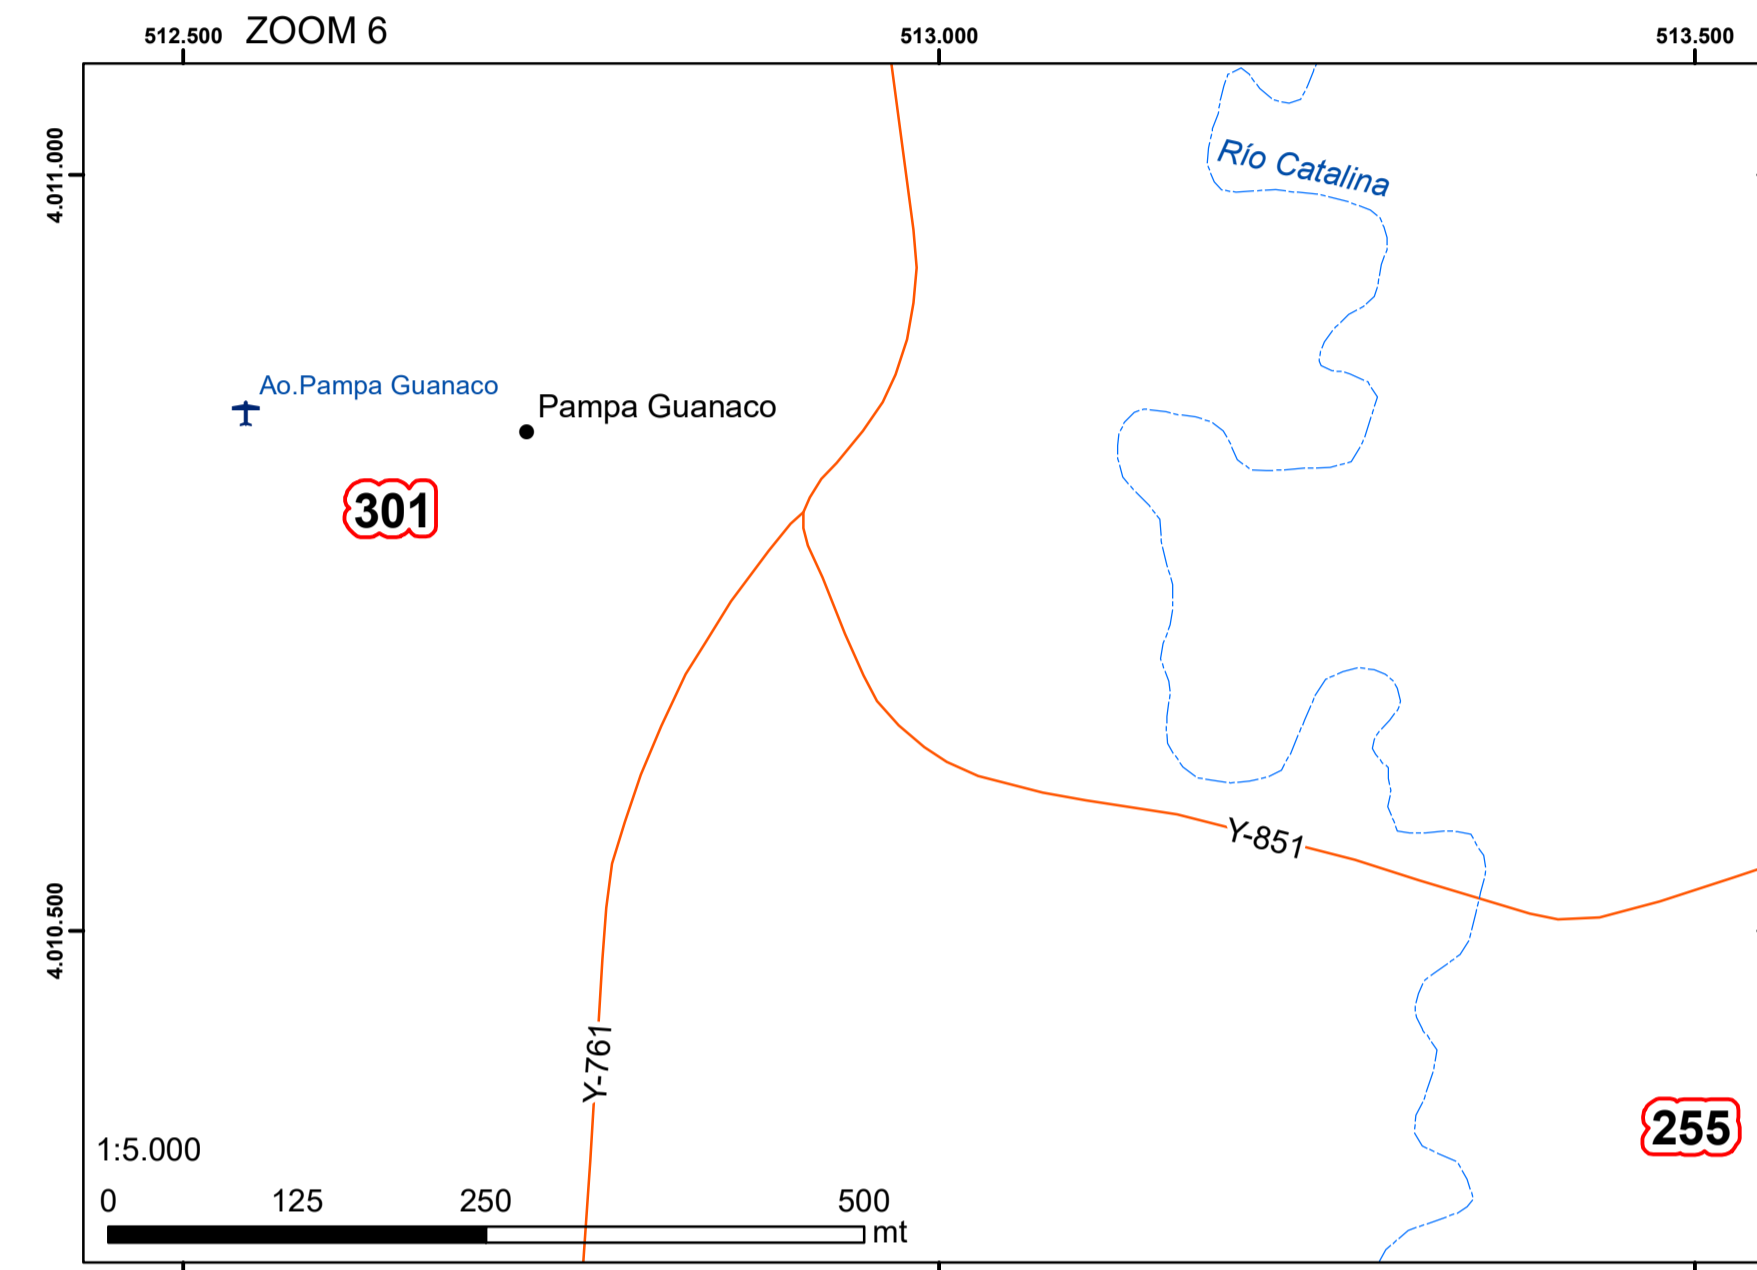 ZOOM 6
512.500
513.000
513.500
4.011.000
4.010.500
Río Catalina
Ao.Pampa Guanaco
Pampa Guanaco
301
Y-851
Y-761
255
1:5.000
0 125 250 500
mt